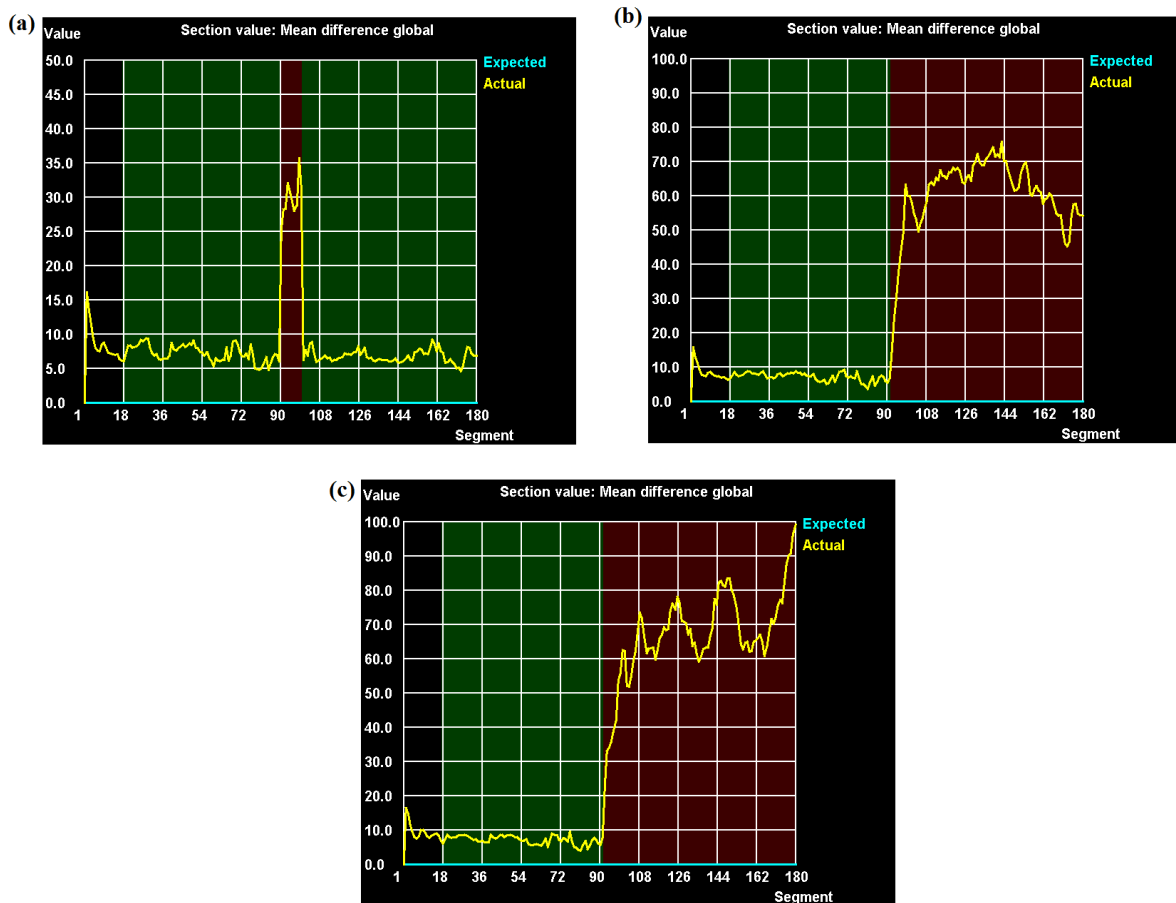 (a)
Value
Section value: Mean difference global
Expected
Actual
50.0
45.0
40.0
35.0
30.0
25.0
20.0
15.0
10.0
5.0
0.0
1 18 36 54 72 90 108 126 144 162 180
Segment
(b)
Value
Section value: Mean difference global
Expected
Actual
100.0
90.0
80.0
70.0
60.0
50.0
40.0
30.0
20.0
10.0
0.0
1 18 36 54 72 90 108 126 144 162 180
Segment
(c)
Value
Section value: Mean difference global
Expected
Actual
100.0
90.0
80.0
70.0
60.0
50.0
40.0
30.0
20.0
10.0
0.0
1 18 36 54 72 90 108 126 144 162 180
Segment